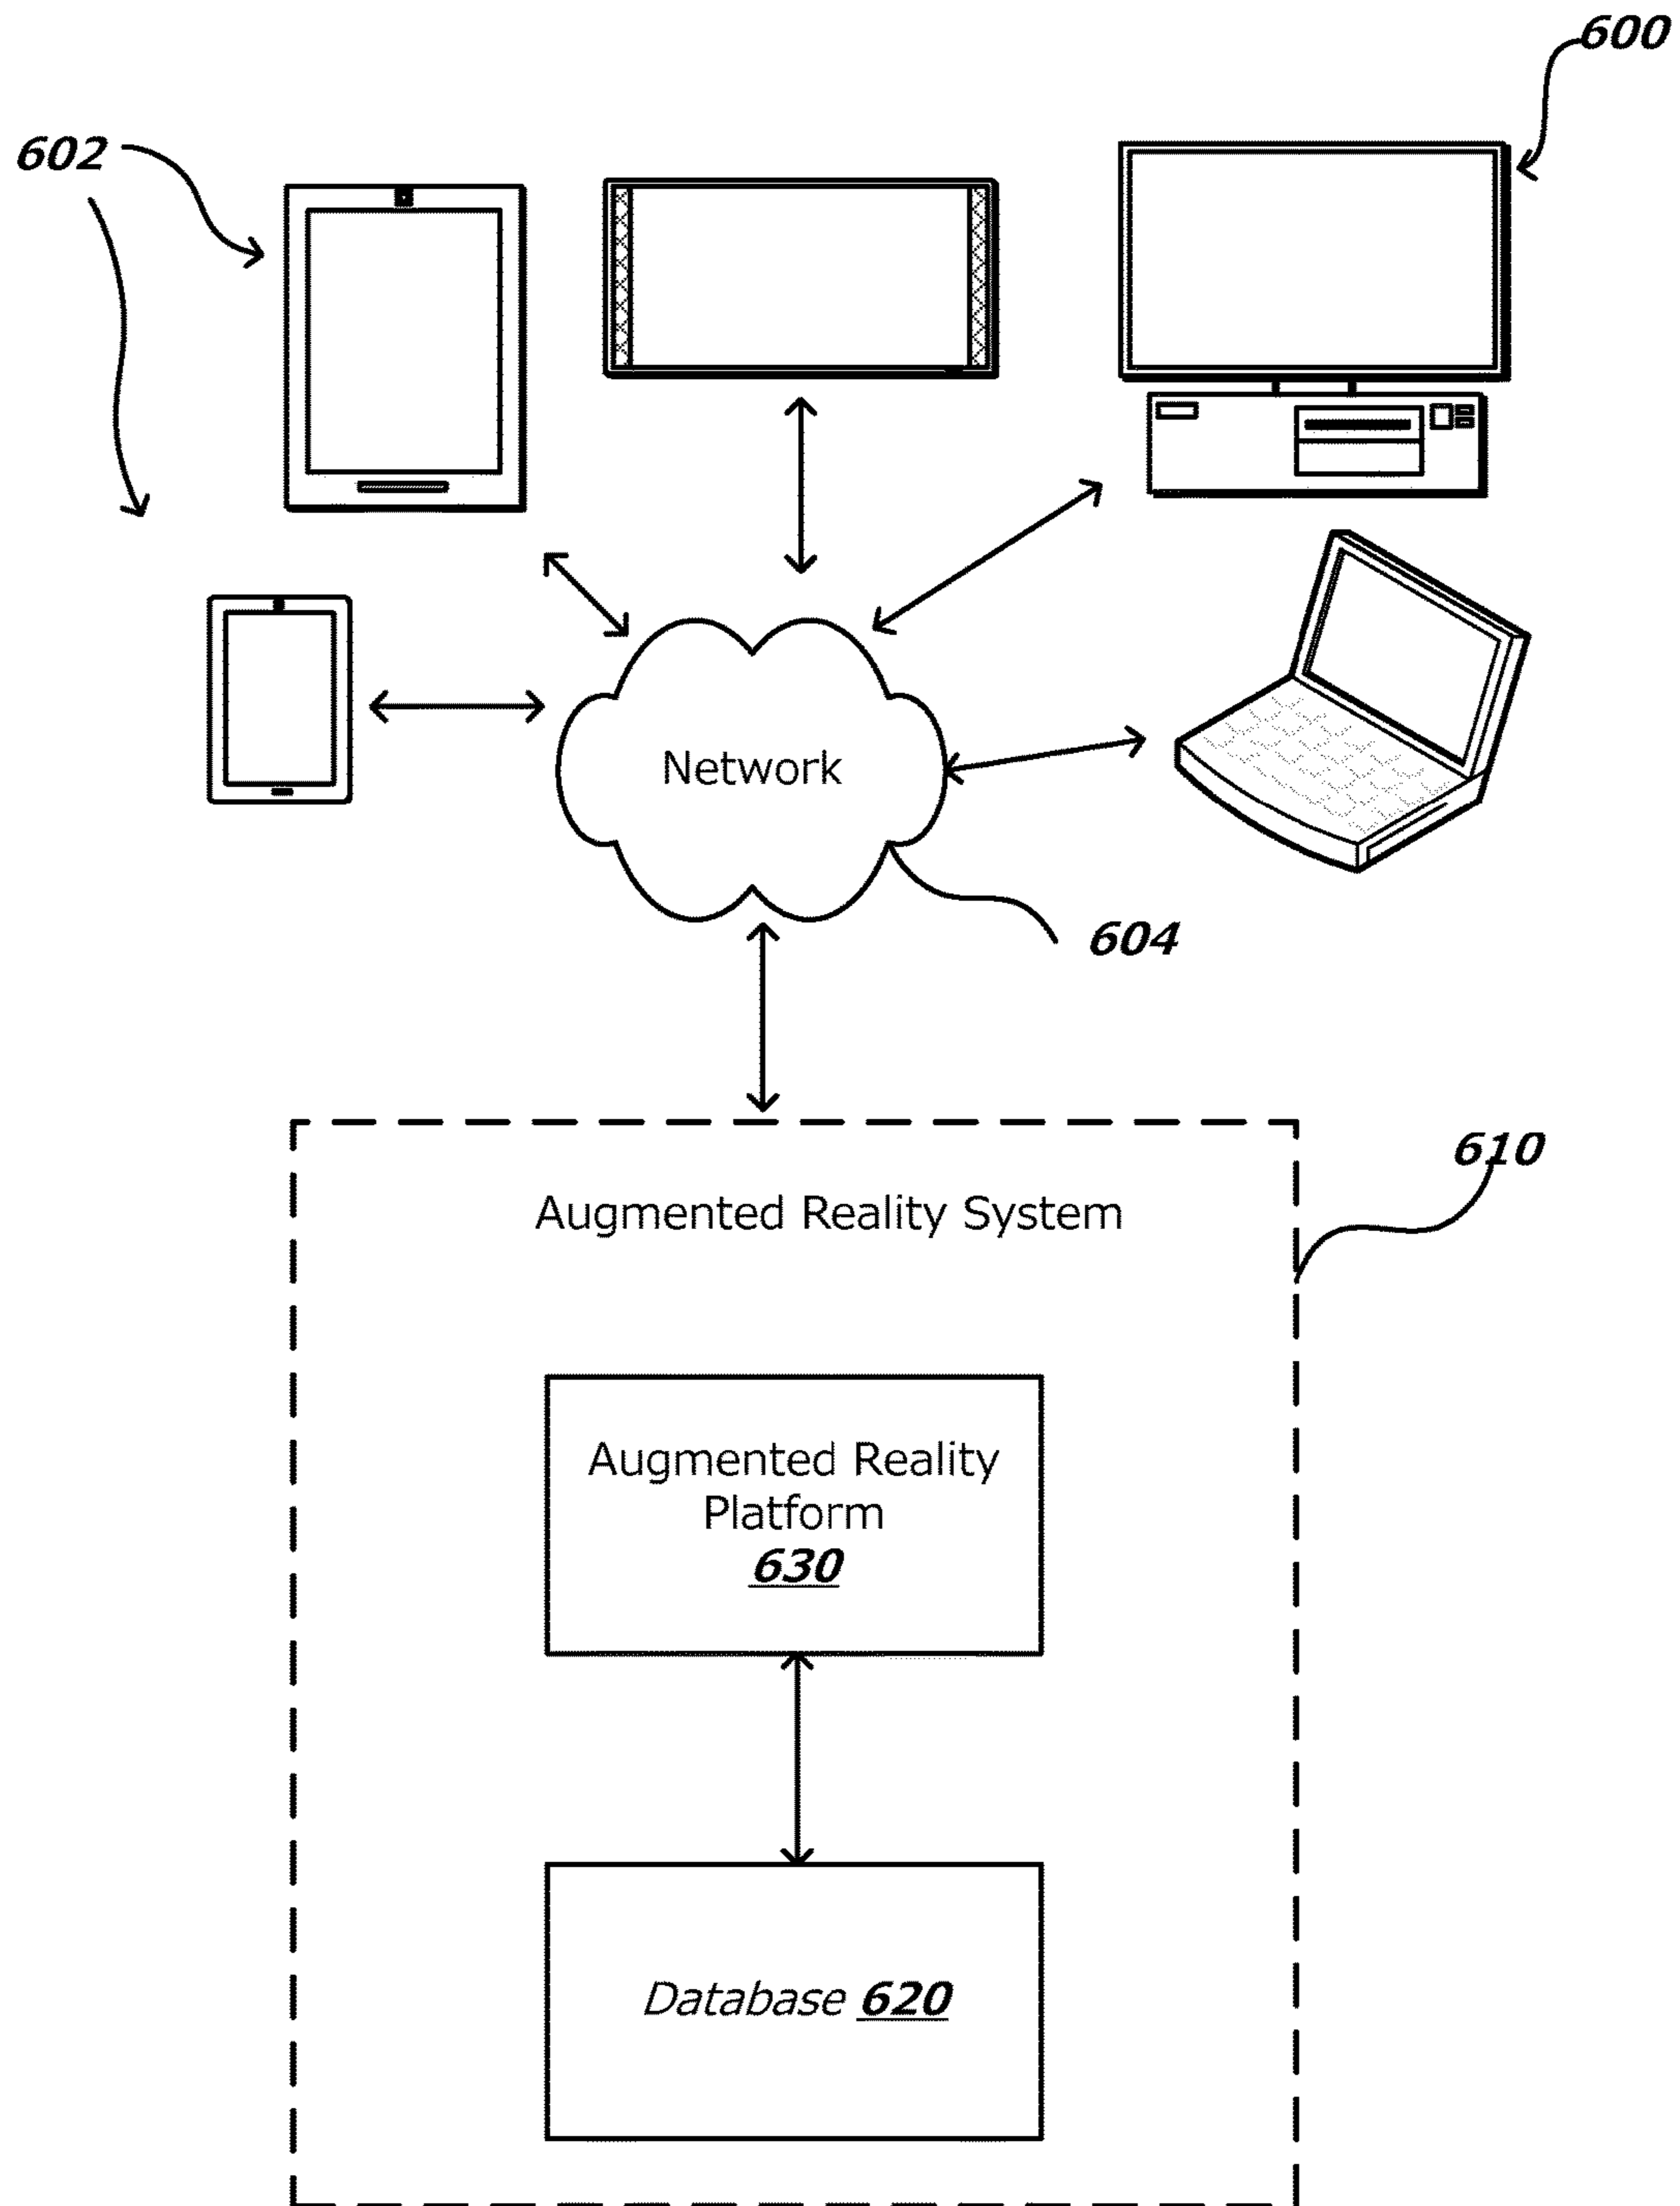 600
602
Network
604
610
Augmented Reality System
Augmented Reality
Platform
630
Database 620